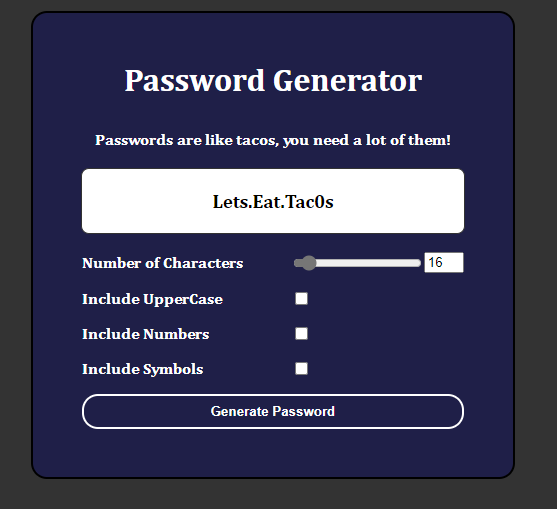 Password Generator
Passwords are like tacos, you need a lot of them!
Lets.Eat.Tac0s
Number of Characters 16
Include UpperCase
Include Numbers
Include Symbols
Generate Password